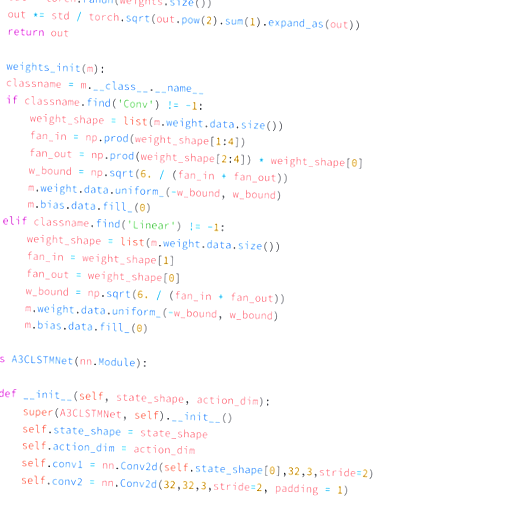 out *= std / torch.sqrt(out.pow(2).sum(1).expand_as(out))
return out
weights_init(m):
classname = m.__class__.__name__
if classname.find('Conv') != -1:
weight_shape = list(m.weight.data.size())
fan_in = np.prod(weight_shape[1:4])
fan_out = np.prod(weight_shape[2:4]) * weight_shape[0]
w_bound = np.sqrt(6. / (fan_in + fan_out))
m.weight.data.uniform_(-w_bound, w_bound)
m.bias.data.fill_(0)
elif classname.find('Linear') != -1:
weight_shape = list(m.weight.data.size())
fan_in = weight_shape[1]
fan_out = weight_shape[0]
w_bound = np.sqrt(6. / (fan_in + fan_out))
m.weight.data.uniform_(-w_bound, w_bound)
m.bias.data.fill_(0)
s A3CLSTMNet(nn.Module):
def __init__(self, state_shape, action_dim):
super(A3CLSTMNet, self).__init__()
self.state_shape = state_shape
self.action_dim = action_dim
self.conv1 = nn.Conv2d(self.state_shape[0],32,3,stride=2)
self.conv2 = nn.Conv2d(32,32,3,stride=2, padding = 1)